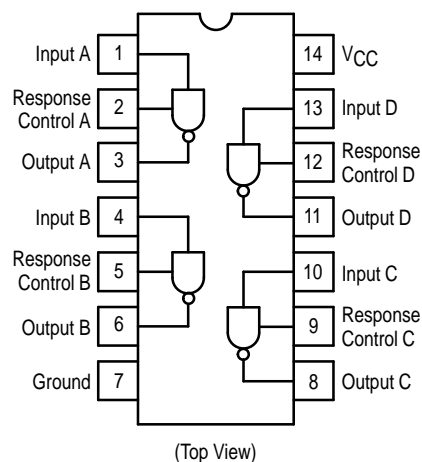 Input A 1
Response
Control A 2
Output A 3
Input B 4
Response
Control B 5
Output B 6
Ground 7
14 VCC
13 Input D
12 Response
Control D
11 Output D
10 Input C
9 Response
Control C
8 Output C
(Top View)